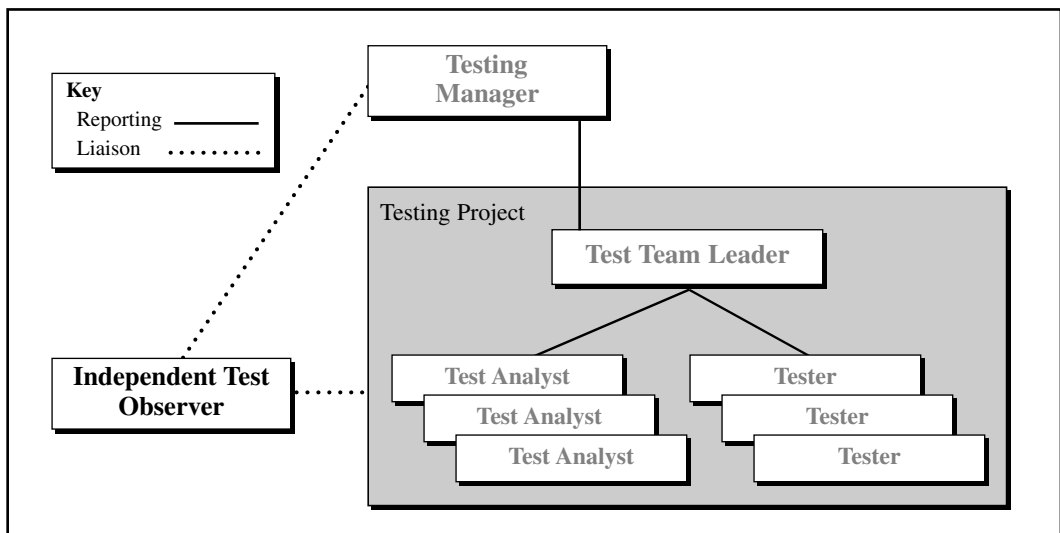 Testing
Manager
Key
Reporting
Liaison
Testing Project
Test Team Leader
Independent Test
Observer
Test Analyst
Test Analyst
Test Analyst
Tester
Tester
Tester